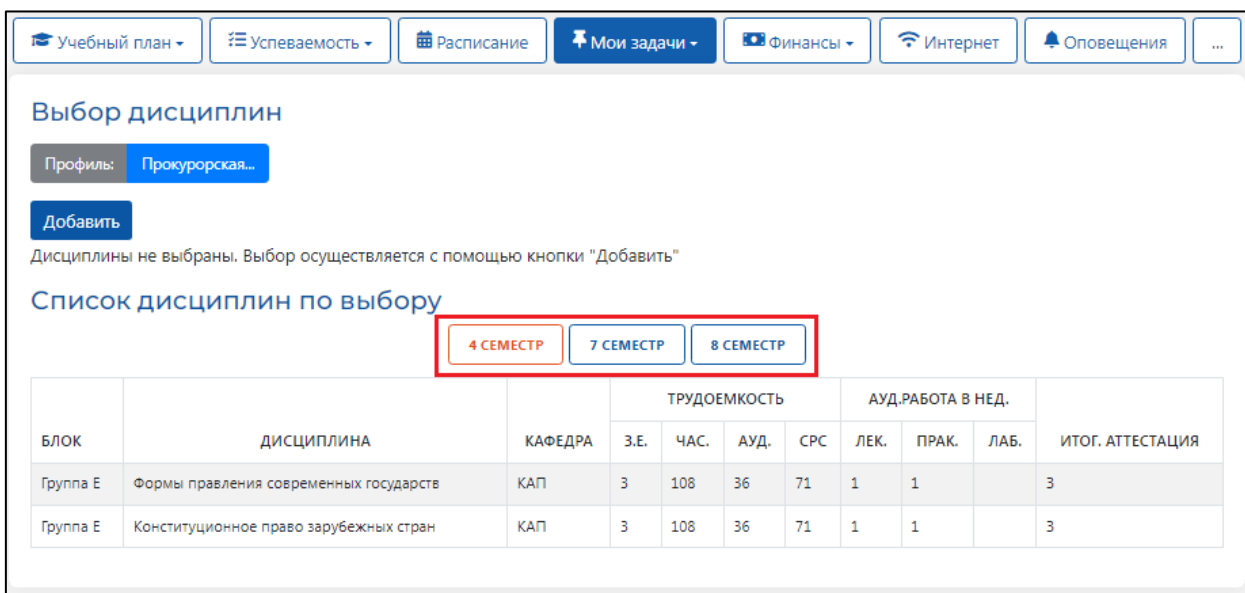 Учебный план Успеваемость Расписание Мои задачи Финансы Интернет Оповещения ...
Выбор дисциплин
Профиль: Прокурорская...
Добавить
Дисциплины не выбраны. Выбор осуществляется с помощью кнопки "Добавить"
Список дисциплин по выбору
4 СЕМЕСТР 7 СЕМЕСТР 8 СЕМЕСТР
ТРУДОЕМКОСТЬ АУД.РАБОТА В НЕД.
БЛОК ДИСЦИПЛИНА КАФЕДРА З.Е. ЧАС. АУД. СРС ЛЕК. ПРАК. ЛАБ. ИТОГ. АТТЕСТАЦИЯ
Группа Е Формы правления современных государств КАП 3 108 36 71 1 1 З
Группа Е Конституционное право зарубежных стран КАП 3 108 36 71 1 1 З